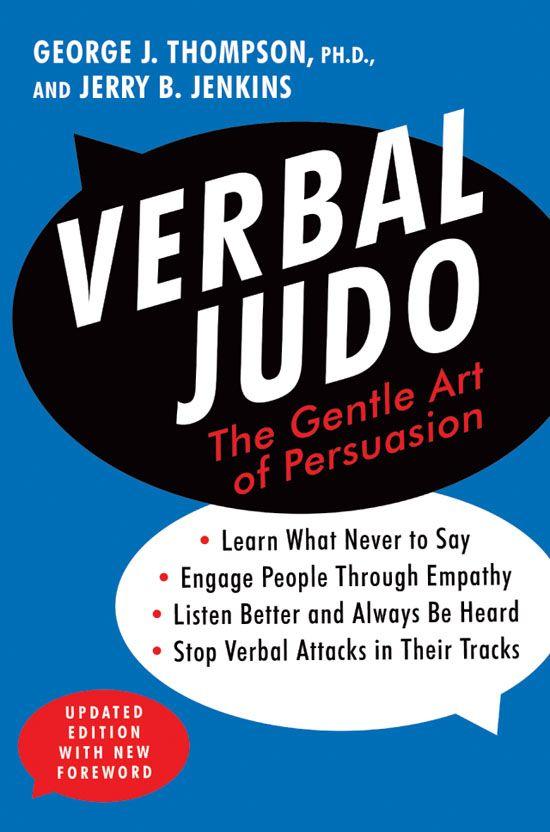 GEORGE J. THOMPSON, PH.D.,
AND JERRY B. JENKINS
VERBAL
JUDO
The Gentle Art
of Persuasion
• Learn What Never to Say
• Engage People Through Empathy
• Listen Better and Always Be Heard
• Stop Verbal Attacks in Their Tracks
UPDATED
EDITION
WITH NEW
FOREWORD